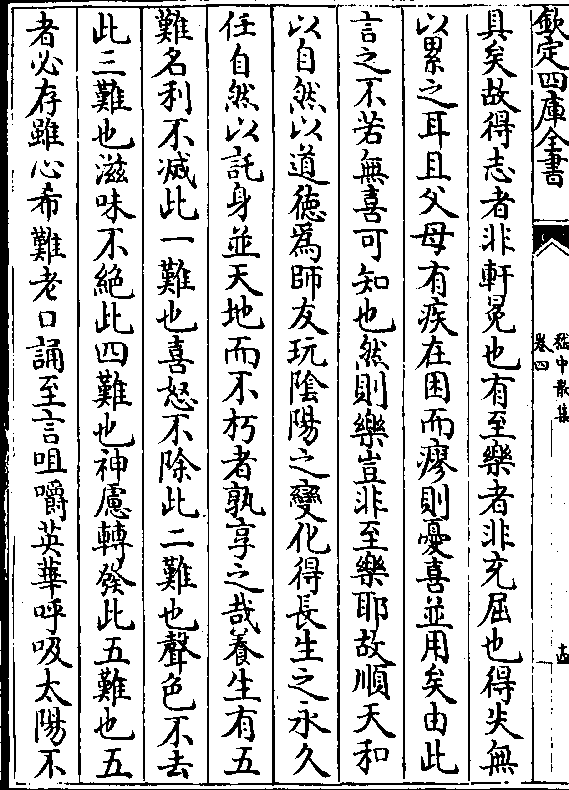 欽定四庫全書
嵇中散集
卷四
具矣故得志者非軒冕也有至樂者非充屈也得失無
以累之耳且父母有疾在困而瘳則憂喜並用矣由此
言之不若無喜可知也然則樂豈非至樂耶故順天和
以自然以道徳為師友玩隂陽之變化得長生之永久
任自然以託身並天地而不朽者孰享之哉養生有五
難名利不减此一難也喜怒不除此二難也聲色不去
此三難也滋味不絶此四難也神慮轉發此五難也五
者必存雖心希難老口誦至言咀嚼英華呼吸太陽不